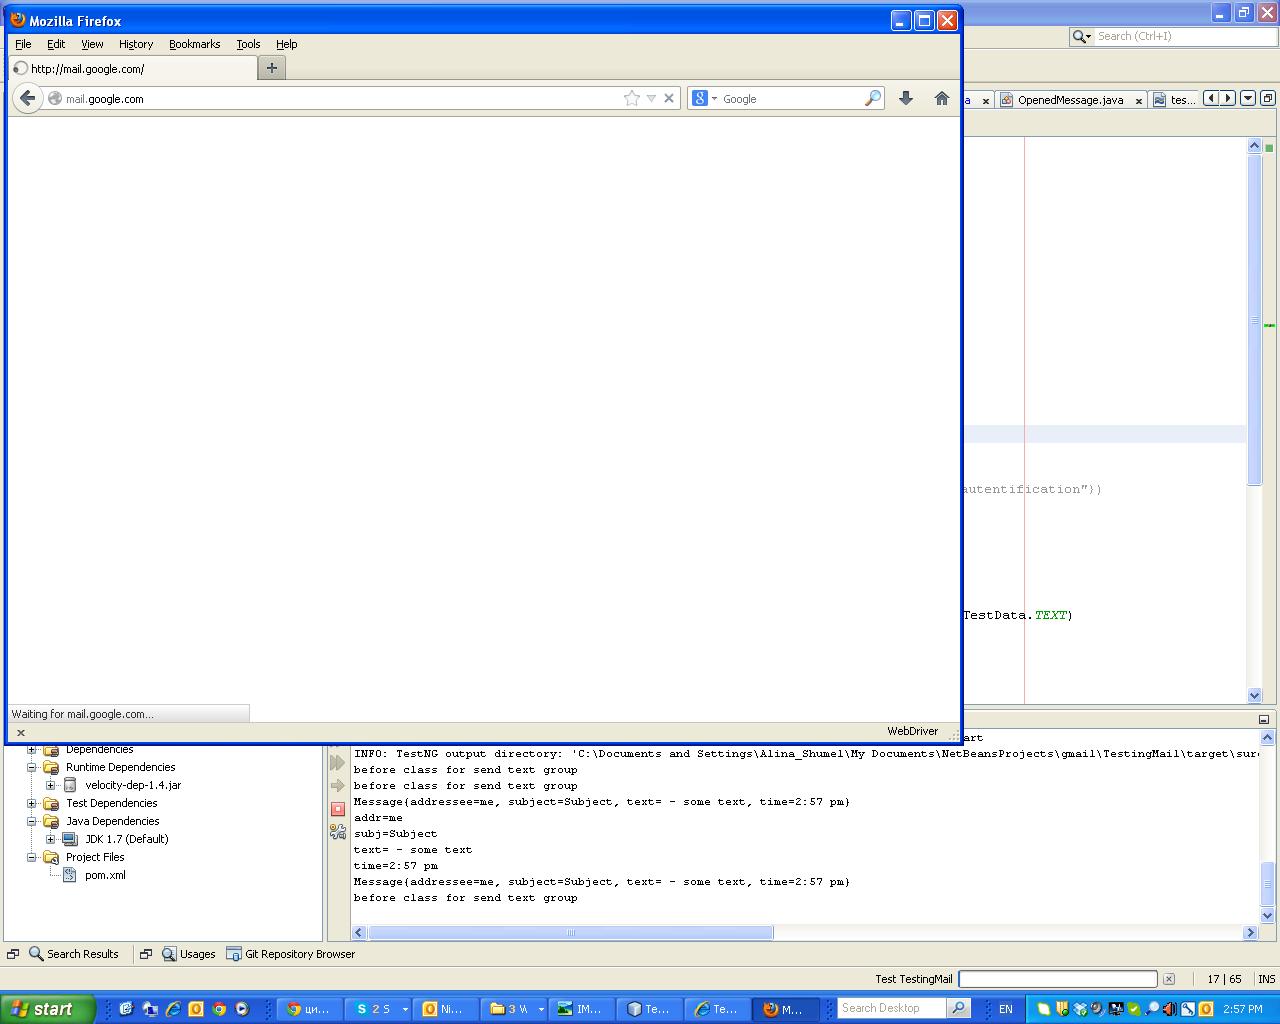 Mozilla Firefox
File Edit View History Bookmarks Tools Help
Search (Ctrl+I)
http://mail.google.com/
mail.google.com
Google
a
OpenedMessage.java
tes...
autentification"})
TestData.TEXT)
Waiting for mail.google.com...
WebDriver
art
Dependencies
Runtime Dependencies
velocity-dep-1.4.jar
Test Dependencies
Java Dependencies
JDK 1.7 (Default)
Project Files
pom.xml
INFO: TestNG output directory: 'C:\Documents and Settings\Alina_Shumel\My Documents\NetBeansProjects\gmail\TestingMail\target\sure
before class for send text group
before class for send text group
Message{addressee=me, subject=Subject, text= - some text, time=2:57 pm}
addr=me
subj=Subject
text= - some text
time=2:57 pm
Message{addressee=me, subject=Subject, text= - some text, time=2:57 pm}
before class for send text group
Search Results Usages Git Repository Browser
Test TestingMail 17 | 65 INS
start ци... 2 S Ni... 3 W IM... Te... Te... M... Search Desktop EN 2:57 PM